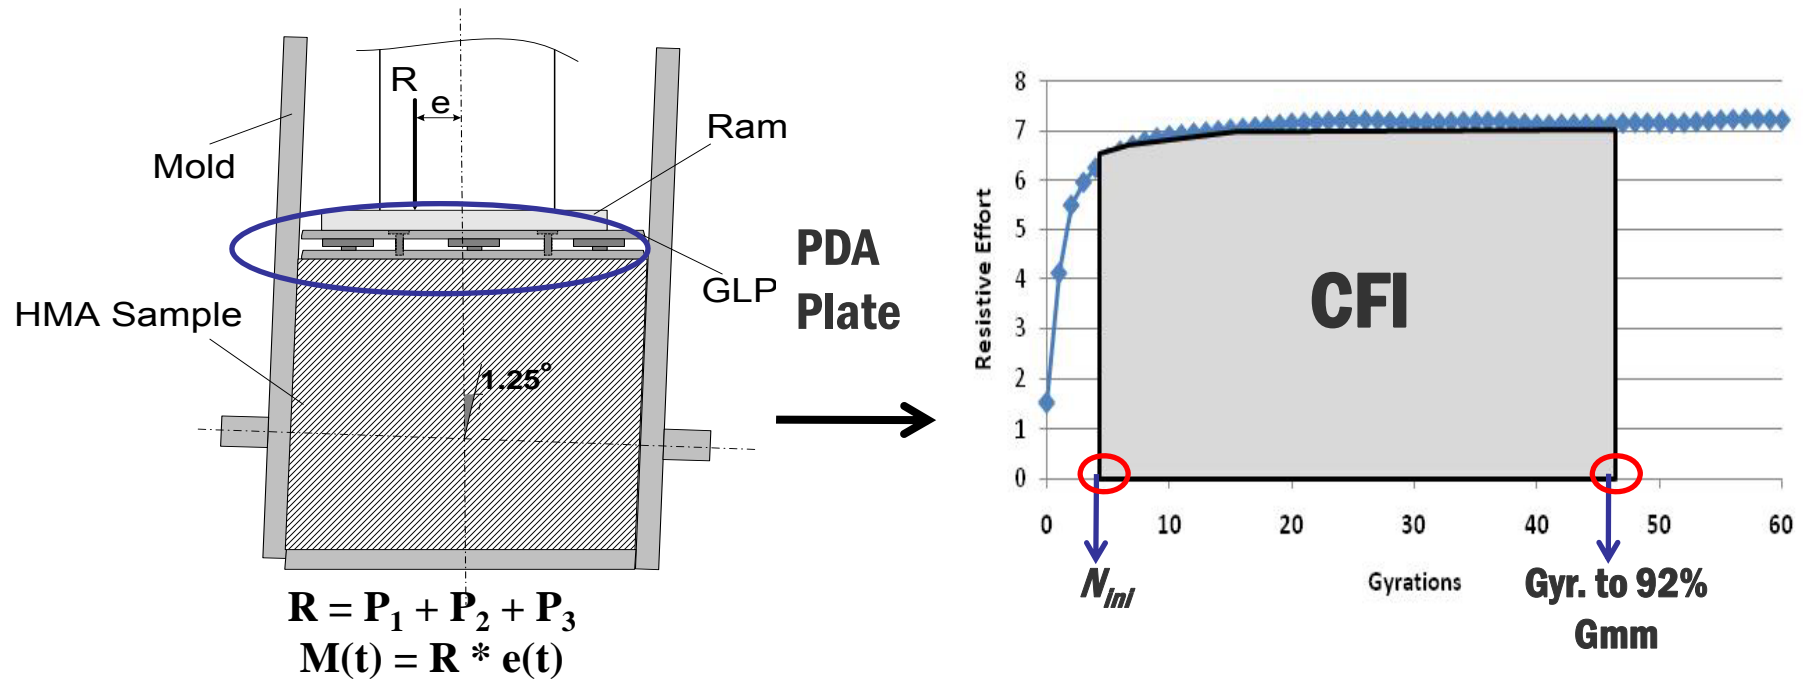 R
e
Ram
Mold
GLP
HMA Sample
1.25°
R = P₁ + P₂ + P₃
M(t) = R * e(t)
PDA
Plate
Resistive Effort
8
7
6
5
4
3
2
1
0
CFI
0 10 20 30 40 50 60
Gyrations
N_ini
Gyr. to 92%
Gmm